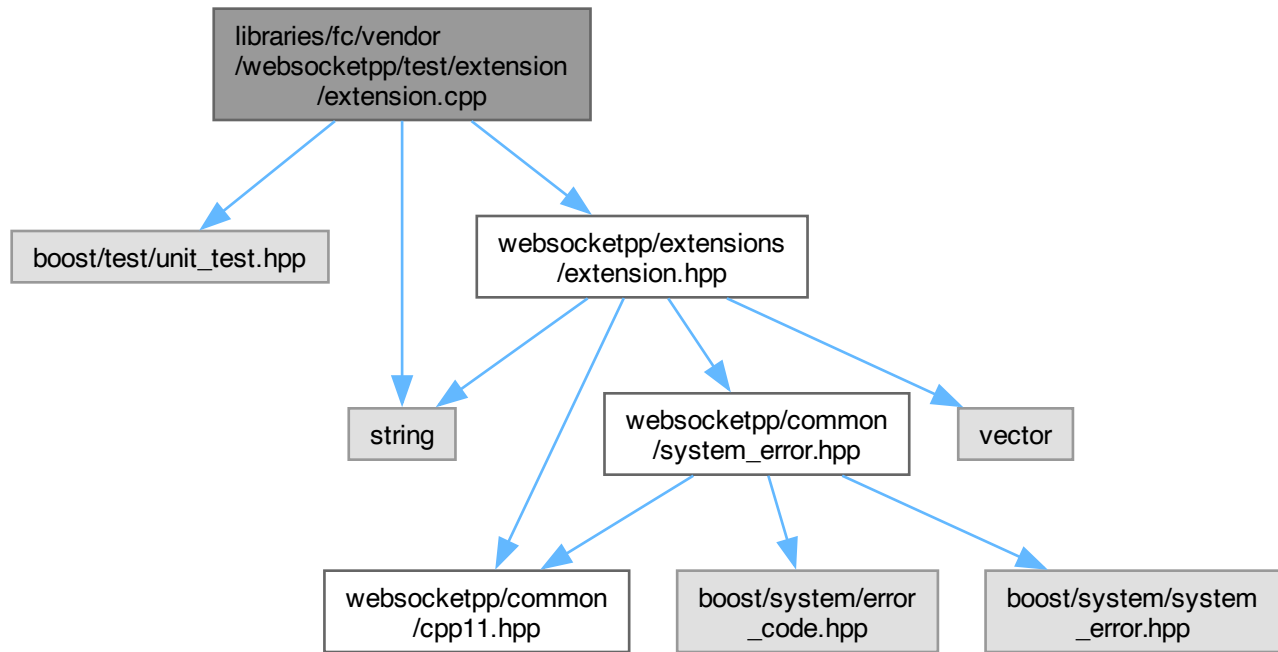 libraries/fc/vendor
/websocketpp/test/extension
/extension.cpp
boost/test/unit_test.hpp
websocketpp/extensions
/extension.hpp
string
websocketpp/common
/system_error.hpp
vector
websocketpp/common
/cpp11.hpp
boost/system/error
_code.hpp
boost/system/system
_error.hpp